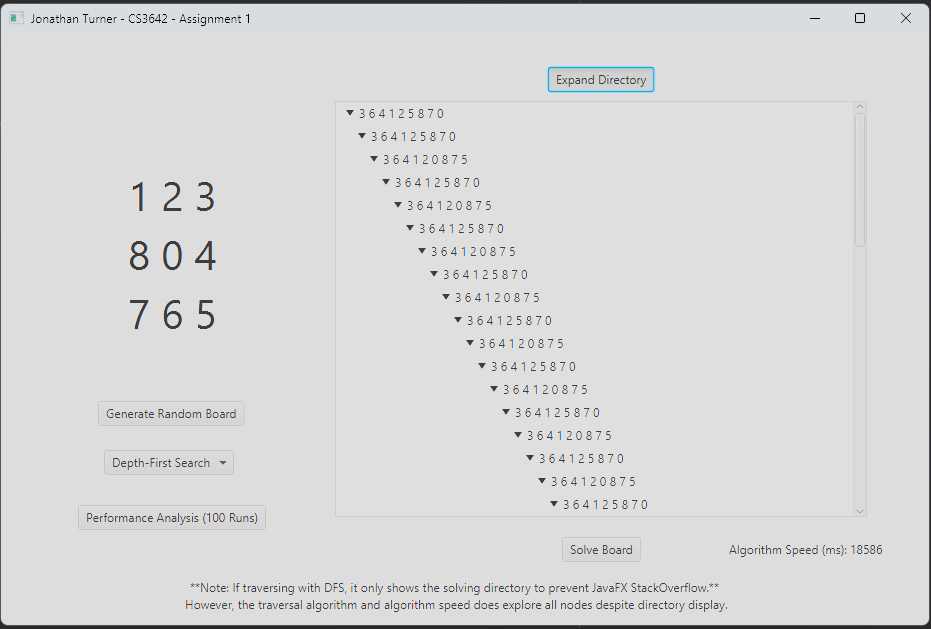 Jonathan Turner - CS3642 - Assignment 1
Expand Directory
3 6 4 1 2 5 8 7 0
3 6 4 1 2 5 8 7 0
3 6 4 1 2 0 8 7 5
3 6 4 1 2 5 8 7 0
3 6 4 1 2 0 8 7 5
3 6 4 1 2 5 8 7 0
3 6 4 1 2 0 8 7 5
3 6 4 1 2 5 8 7 0
3 6 4 1 2 0 8 7 5
3 6 4 1 2 5 8 7 0
3 6 4 1 2 0 8 7 5
3 6 4 1 2 5 8 7 0
3 6 4 1 2 0 8 7 5
3 6 4 1 2 5 8 7 0
3 6 4 1 2 0 8 7 5
3 6 4 1 2 5 8 7 0
3 6 4 1 2 0 8 7 5
3 6 4 1 2 5 8 7 0
1 2 3
8 0 4
7 6 5
Generate Random Board
Depth-First Search
Performance Analysis (100 Runs)
Solve Board
Algorithm Speed (ms): 18586
**Note: If traversing with DFS, it only shows the solving directory to prevent JavaFX StackOverflow.**
However, the traversal algorithm and algorithm speed does explore all nodes despite directory display.